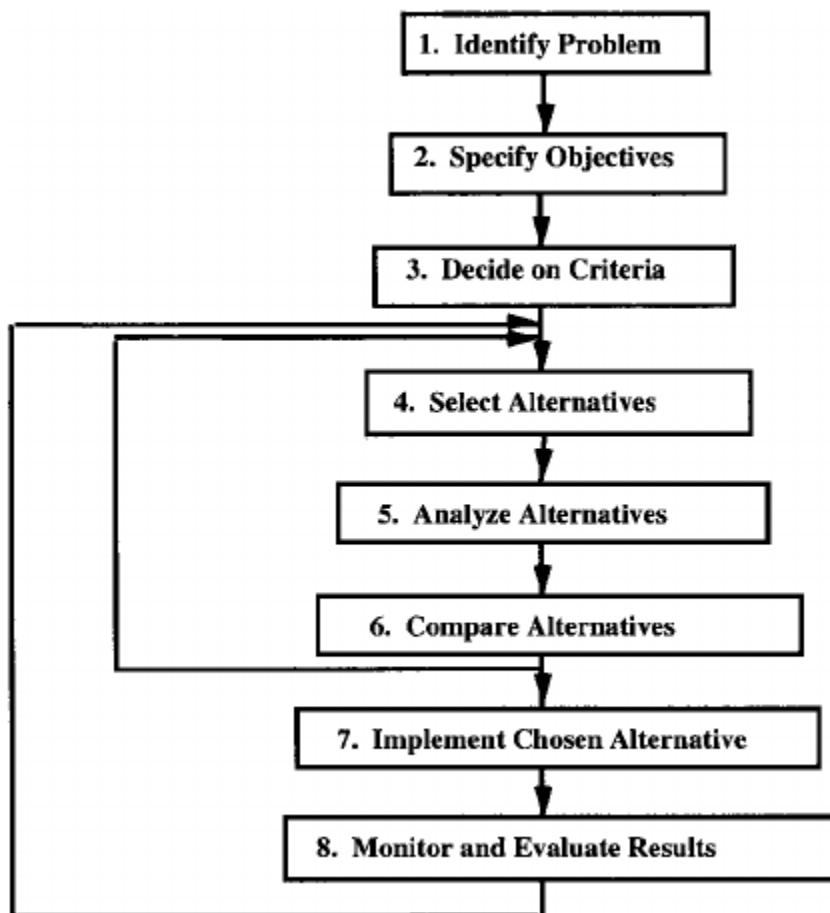 1. Identify Problem
2. Specify Objectives
3. Decide on Criteria
4. Select Alternatives
5. Analyze Alternatives
6. Compare Alternatives
7. Implement Chosen Alternative
8. Monitor and Evaluate Results